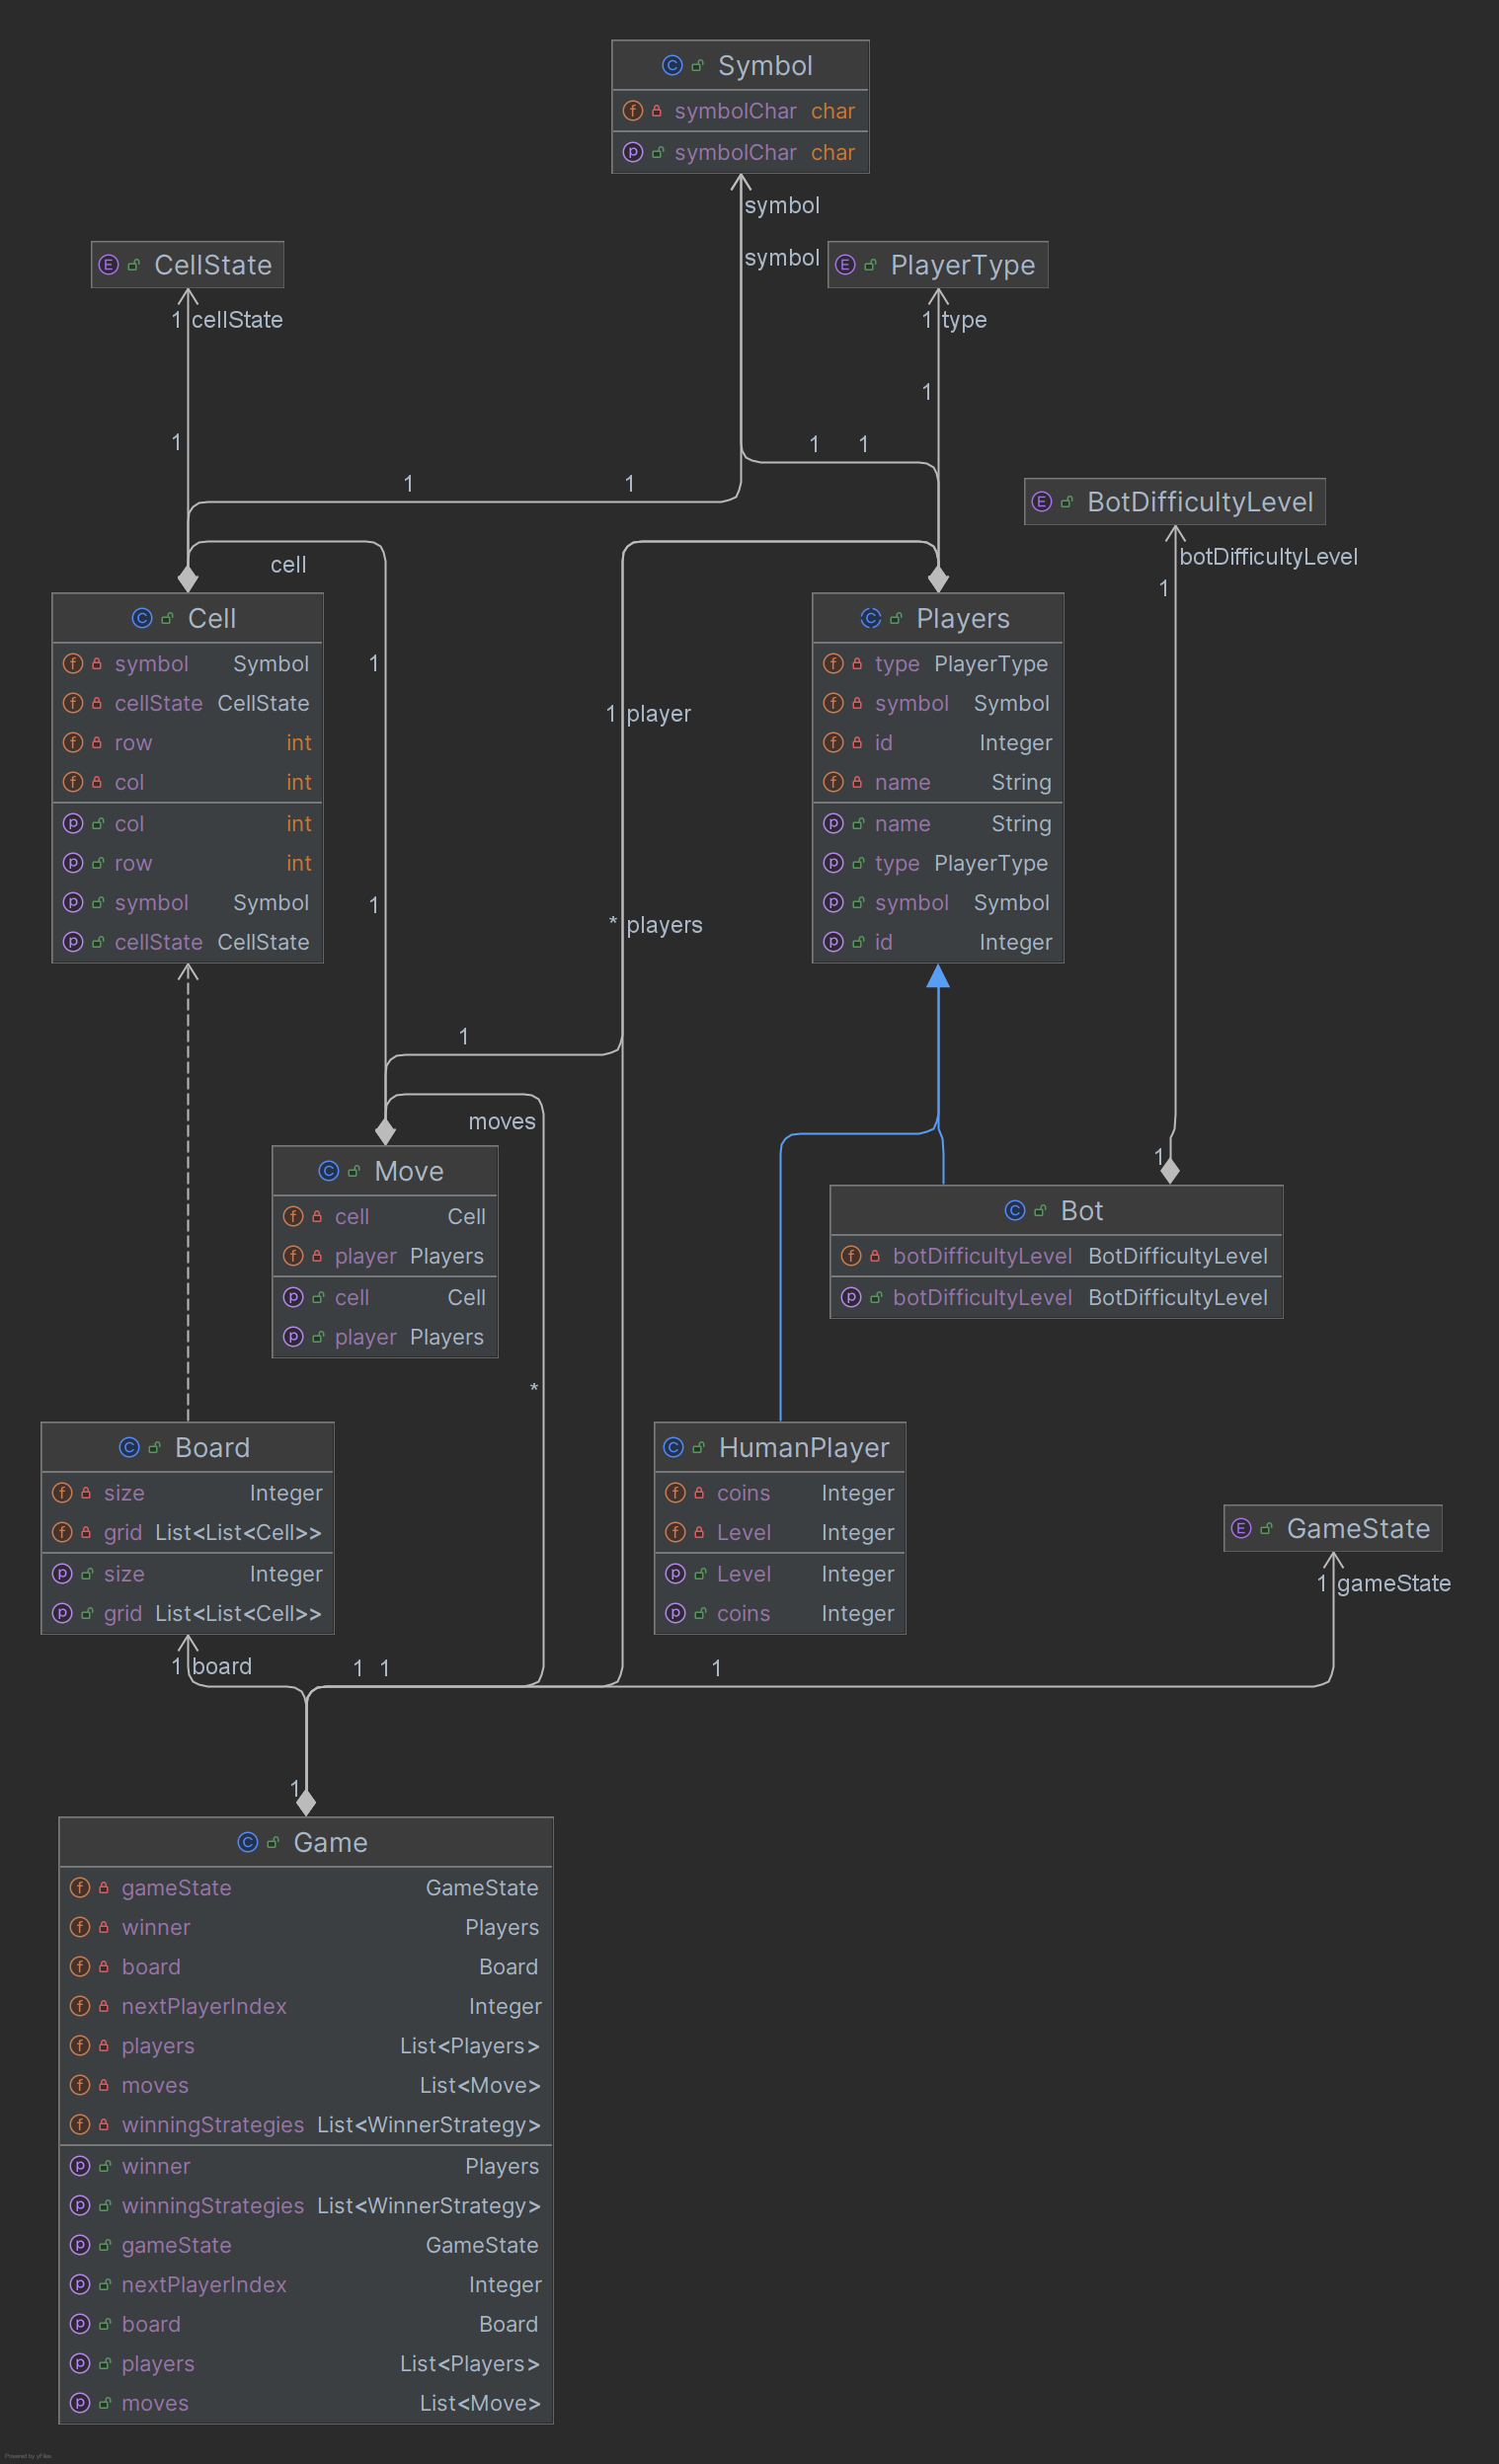 Symbol
symbolChar char
symbolChar char
symbol
symbol
CellState
PlayerType
1 cellState
1 type
1
1
1 1
1 1
BotDifficultyLevel
botDifficultyLevel
1
cell
Cell
symbol Symbol
cellState CellState
row int
col int
col int
row int
symbol Symbol
cellState CellState
1
1
1 player
* players
Players
type PlayerType
symbol Symbol
id Integer
name String
name String
type PlayerType
symbol Symbol
id Integer
1
moves
Move
cell Cell
player Players
cell Cell
player Players
1
Bot
botDifficultyLevel BotDifficultyLevel
botDifficultyLevel BotDifficultyLevel
*
Board
size Integer
grid List<List<Cell>>
size Integer
grid List<List<Cell>>
HumanPlayer
coins Integer
Level Integer
Level Integer
coins Integer
GameState
1 gameState
1 board
1 1
1
1
Game
gameState GameState
winner Players
board Board
nextPlayerIndex Integer
players List<Players>
moves List<Move>
winningStrategies List<WinnerStrategy>
winner Players
winningStrategies List<WinnerStrategy>
gameState GameState
nextPlayerIndex Integer
board Board
players List<Players>
moves List<Move>
Powered by yFiles